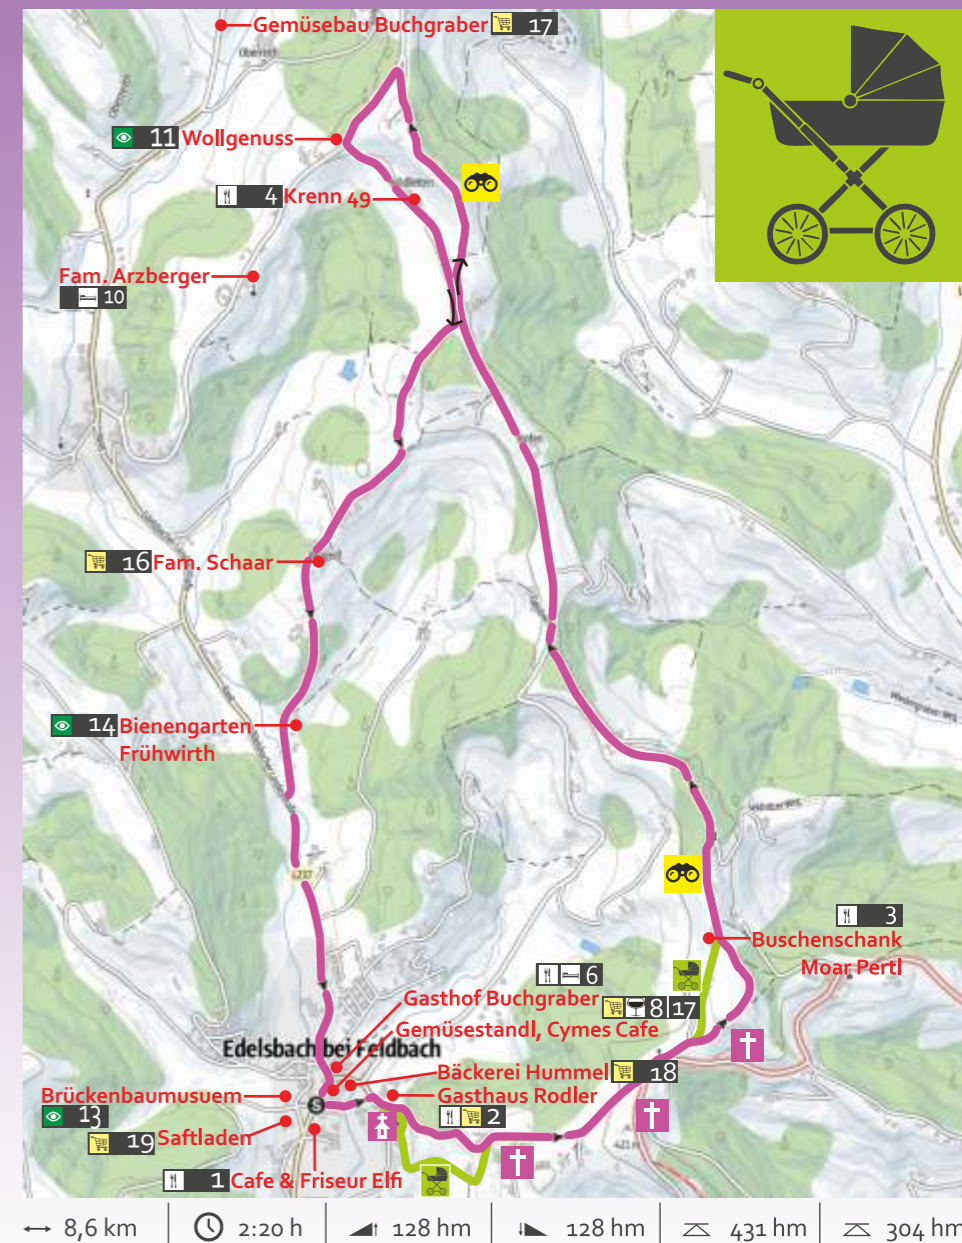 Gemüsebau Buchgraber 17
11 Wollgenuss
4 Krenn 49
Fam. Arzberger
10
16 Fam. Schaar
14 Bienengarten
Frühwirth
L217
3
Buschenschank
Moar Pertl
6
Gasthof Buchgraber
8 17
Gemüsestandl, Cymes Cafe
Edelsbach bei Feldbach
Bäckerei Hummel 18
Brückenbaumusuem
13
Gasthaus Rodler
2
S
19 Saftladen
1 Cafe & Friseur Elfi
8,6 km
2:20 h
128 hm
128 hm
431 hm
304 hm